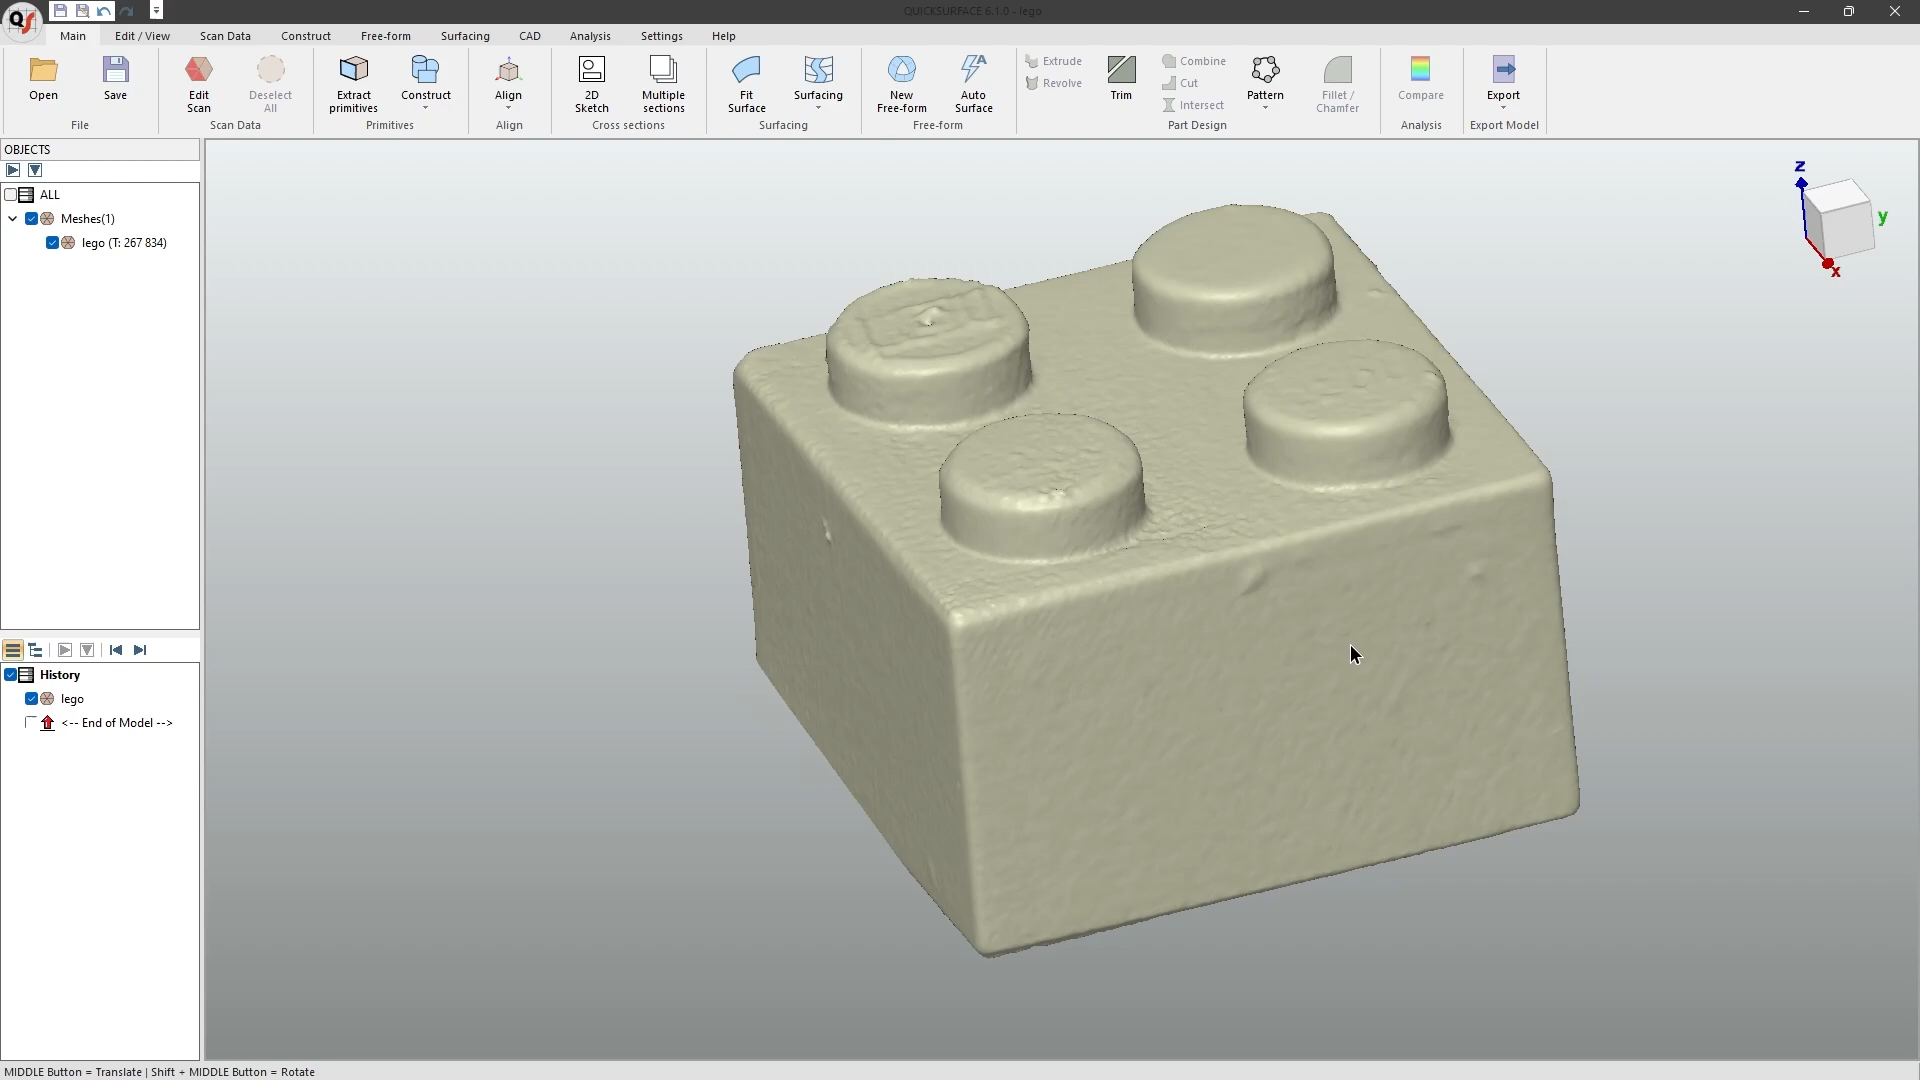 QUICKSURFACE 6.1.0 - lego
Main Edit / View Scan Data Construct Free-form Surfacing CAD Analysis Settings Help
Open
Save
File
Edit
Scan
Deselect
All
Scan Data
Extract
primitives
Construct
Primitives
Align
Align
2D
Sketch
Multiple
sections
Cross sections
Fit
Surface
Surfacing
Surfacing
New
Free-form
Auto
Surface
Free-form
Extrude
Revolve
Trim
Combine
Cut
Intersect
Pattern
Fillet /
Chamfer
Part Design
Compare
Analysis
Export
Export Model
OBJECTS
ALL
Meshes(1)
lego (T: 267 834)
History
lego
<-- End of Model -->
z
y
x
MIDDLE Button = Translate | Shift + MIDDLE Button = Rotate